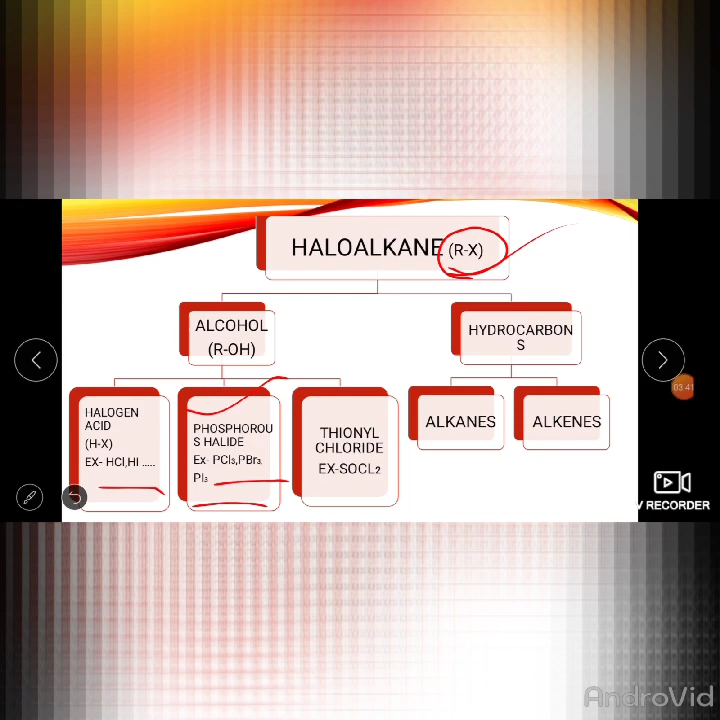 HALOALKANE (R-X)
ALCOHOL
(R-OH)
HYDROCARBON
S
HALOGEN
ACID
(H-X)
EX- HCl,HI .....
PHOSPHOROU
S HALIDE
Ex- PCl₃,PBr₃,
PI₃
THIONYL
CHLORIDE
EX-SOCL₂
ALKANES
ALKENES
03:41
V RECORDER
AndroVid